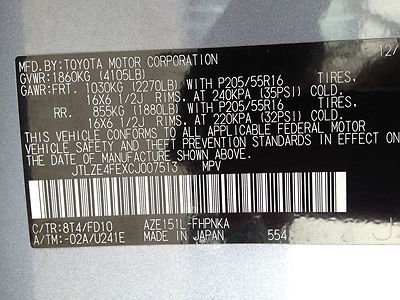 MFD. BY: TOYOTA MOTOR CORPORATION 12/
GVWR: 1860KG (4105LB)
GAWR: FRT. 1030KG (2270LB) WITH P205/55R16 TIRES,
16X6 1/2J RIMS, AT 240KPA (35PSI) COLD.
RR. 855KG (1880LB) WITH P205/55R16 TIRES,
16X6 1/2J RIMS, AT 220KPA (32PSI) COLD.
THIS VEHICLE CONFORMS TO ALL APPLICABLE FEDERAL MOTOR
VEHICLE SAFETY AND THEFT PREVENTION STANDARDS IN EFFECT
ON THE DATE OF MANUFACTURE SHOWN ABOVE.
JTLZE4FEXCJ007513 MPV
C/TR: 8T4/FD10 AZE151L-FHPNKA
A/TM: -02A/U241E MADE IN JAPAN 554 J